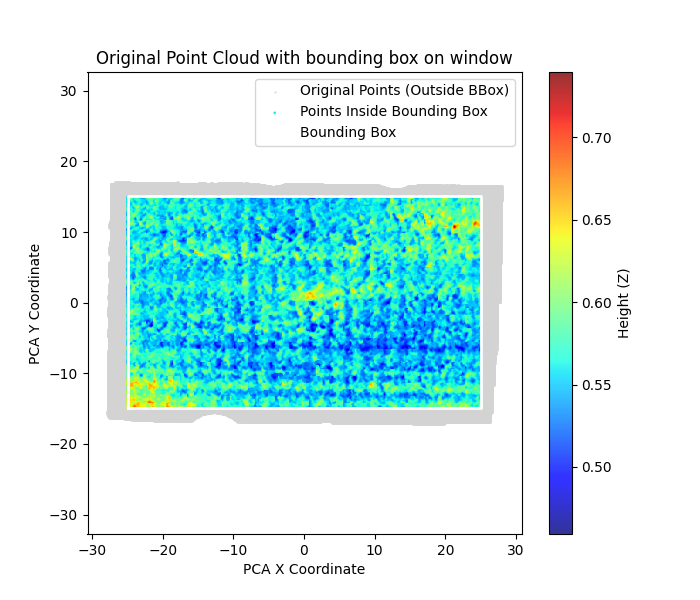 Original Point Cloud with bounding box on window
Original Points (Outside BBox)
Points Inside Bounding Box
Bounding Box
30
20
10
0
−10
−20
−30
PCA Y Coordinate
−30
−20
−10
0
10
20
30
PCA X Coordinate
0.70
0.65
0.60
0.55
0.50
Height (Z)